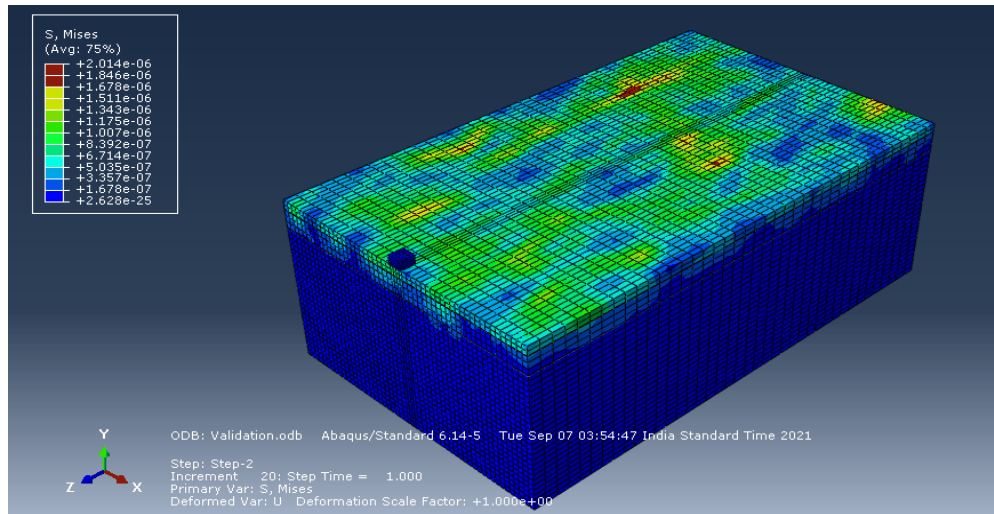 S, Mises
(Avg: 75%)
+2.014e-06
+1.846e-06
+1.678e-06
+1.511e-06
+1.343e-06
+1.175e-06
+1.007e-06
+8.392e-07
+6.714e-07
+5.035e-07
+3.357e-07
+1.678e-07
+2.628e-25
Y
Z
X
ODB: Validation.odb Abaqus/Standard 6.14-5 Tue Sep 07 03:54:47 India Standard Time 2021
Step: Step-2
Increment 20: Step Time = 1.000
Primary Var: S, Mises
Deformed Var: U Deformation Scale Factor: +1.000e+00